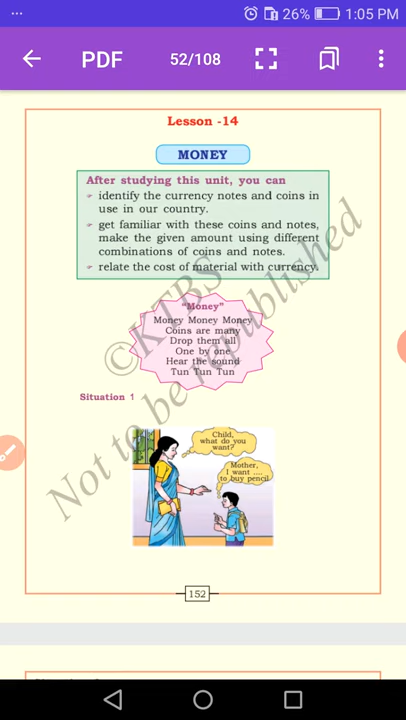 26% 1:05 PM
PDF 52/108
Lesson -14
MONEY
After studying this unit, you can
identify the currency notes and coins in
use in our country.
get familiar with these coins and notes,
make the given amount using different
combinations of coins and notes.
relate the cost of material with currency.
"Money"
Money Money Money
Coins are many
Drop them all
One by one
Hear the sound
Tun Tun Tun
Situation 1
Child,
what do you
want?
Mother,
I want ....
to buy pencil
©KTBS
Not to be republished
152